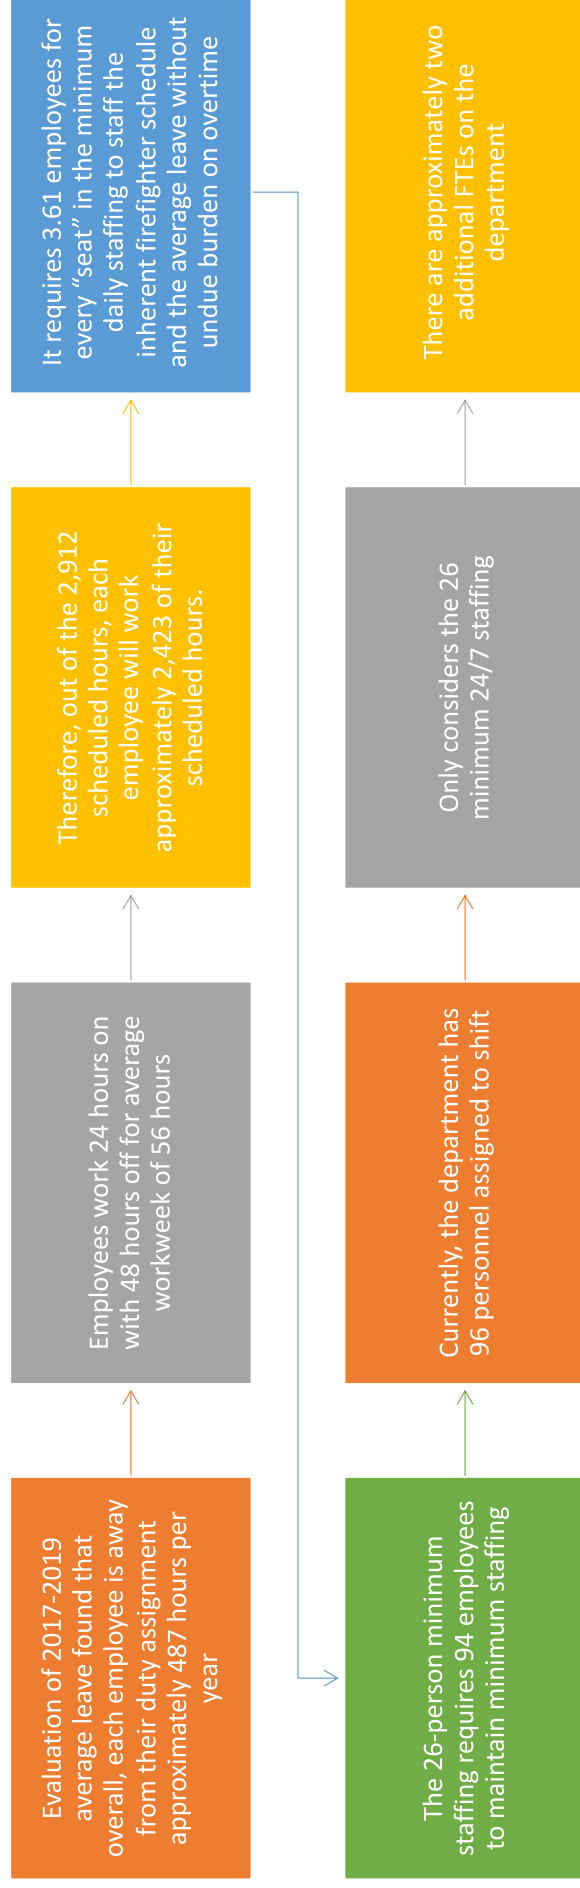 Evaluation of 2017-2019
average leave found that
overall, each employee is away
from their duty assignment
approximately 487 hours per
year
Employees work 24 hours on
with 48 hours off for average
workweek of 56 hours
Therefore, out of the 2,912
scheduled hours, each
employee will work
approximately 2,423 of their
scheduled hours.
It requires 3.61 employees for
every “seat” in the minimum
daily staffing to staff the
inherent firefighter schedule
and the average leave without
undue burden on overtime
The 26-person minimum
staffing requires 94 employees
to maintain minimum staffing
Currently, the department has
96 personnel assigned to shift
Only considers the 26
minimum 24/7 staffing
There are approximately two
additional FTEs on the
department